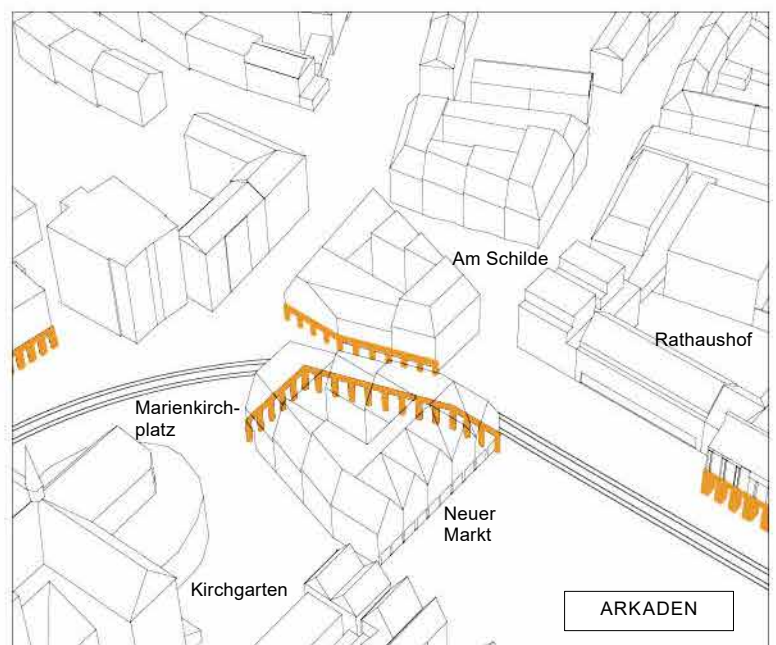 Am Schilde
Rathaushof
Marienkirch-
platz
Neuer
Markt
Kirchgarten
ARKADEN